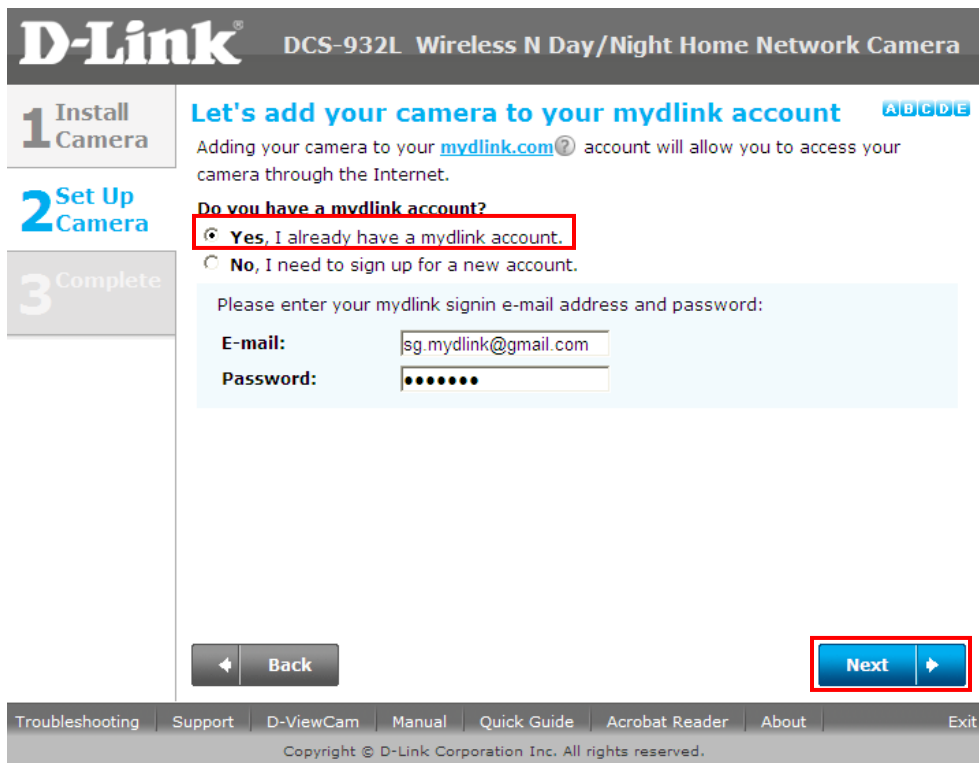 D-Link® DCS-932L Wireless N Day/Night Home Network Camera
1 Install
Camera
2 Set Up
Camera
3 Complete
Let's add your camera to your mydlink account
A B C D E
Adding your camera to your mydlink.com ? account will allow you to access your
camera through the Internet.
Do you have a mydlink account?
Yes, I already have a mydlink account.
No, I need to sign up for a new account.
Please enter your mydlink signin e-mail address and password:
E-mail: sg.mydlink@gmail.com
Password: •••••••
Back
Next
Troubleshooting Support D-ViewCam Manual Quick Guide Acrobat Reader About Exit
Copyright © D-Link Corporation Inc. All rights reserved.